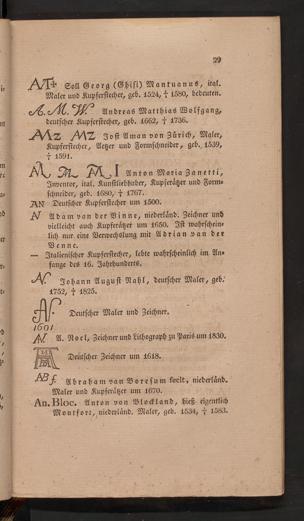 29
AT+ Soll Georg (Ghisi) Mantuanus, ital.
Maler und Kupferstecher, geb. 1524, † 1580, bedeuten.
A. M. W. Andreas Matthias Wolfgang,
deutscher Kupferstecher, geb. 1662, † 1736.
AMz MZ Jost Aman von Zürich, Maler,
Kupferstecher, Aetzer und Formschneider, geb. 1539,
† 1591.
Anton Maria Zanetti,
Inventor, ital. Kunstliebhaber, Kupferätzer und Form-
schneider, geb. 1680, † 1767.
AN Deutscher Kupferstecher um 1500.
N Adam van der Binne, niederländ. Zeichner und
vielleicht auch Kupferätzer um 1650. Ist wahrschein-
lich nur eine Verwechslung mit Adrian van der
Venne.
— Italienischer Kupferstecher, lebte wahrscheinlich im An-
fange des 16. Jahrhunderts.
Johann August Nahl, deutscher Maler, geb.
1752, † 1825.
Deutscher Maler und Zeichner.
1601
A. Noel, Zeichner und Lithograph zu Paris um 1830.
Deutscher Zeichner um 1618.
AB f. Abraham van Boresum fecit, niederländ.
Maler und Kupferätzer um 1670.
An. Bloc. Anton von Blockland, hieß eigentlich
Montfort, niederländ. Maler, geb. 1534, † 1583.